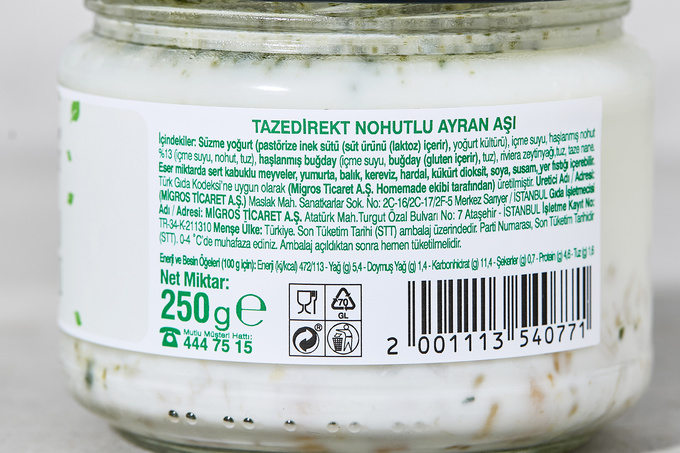 TAZEDİREKT NOHUTLU AYRAN AŞI
İçindekiler: Süzme yoğurt (pastörize inek sütü (süt ürünü (laktoz) içerir), yoğurt kültürü), içme suyu, haşlanmış nohut
%13 (içme suyu, nohut, tuz), haşlanmış buğday (içme suyu, buğday (gluten içerir), tuz), riviera zeytinyağı, tuz, taze nane.
Eser miktarda sert kabuklu meyveler, yumurta, balık, kereviz, hardal, kükürt dioksit, soya, susam, yer fıstığı içerebilir.
Türk Gıda Kodeksi'ne uygun olarak (Migros Ticaret A.Ş. Homemade ekibi tarafından) üretilmiştir. Üretici Adı / Adresi:
(MİGROS TİCARET A.Ş.) Maslak Mah. Sanatkarlar Sok. No: 2C-16/2C-17/2F-5 Merkez Sarıyer / İSTANBUL Gıda İşletmecisi
Adı / Adresi: MİGROS TİCARET A.Ş. Atatürk Mah.Turgut Özal Bulvarı No: 7 Ataşehir - İSTANBUL İşletme Kayıt No:
TR-34-K-211310 Menşe Ülke: Türkiye. Son Tüketim Tarihi (STT) ambalaj üzerindedir. Parti Numarası, Son Tüketim Tarihidir
(STT). 0-4 ˚C'de muhafaza ediniz. Ambalaj açıldıktan sonra hemen tüketilmelidir.
Enerji ve Besin Öğeleri (100 g için): Enerji (kj/kcal) 472/113 - Yağ (g) 5,4 - Doymuş Yağ (g) 1,4 - Karbonhidrat (g) 11,4 - Şekerler (g) 0,7 - Protein (g) 4,6 - Tuz (g) 1,6
Net Miktar:
250 g e
Mutlu Müşteri Hattı:
444 75 15
70
GL
2 001113 540771